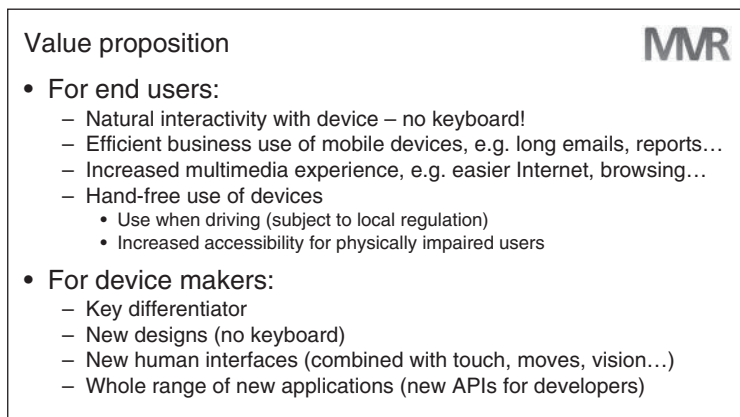 Value proposition
MVR
• For end users:
– Natural interactivity with device – no keyboard!
– Efficient business use of mobile devices, e.g. long emails, reports…
– Increased multimedia experience, e.g. easier Internet, browsing…
– Hand-free use of devices
• Use when driving (subject to local regulation)
• Increased accessibility for physically impaired users
• For device makers:
– Key differentiator
– New designs (no keyboard)
– New human interfaces (combined with touch, moves, vision…)
– Whole range of new applications (new APIs for developers)